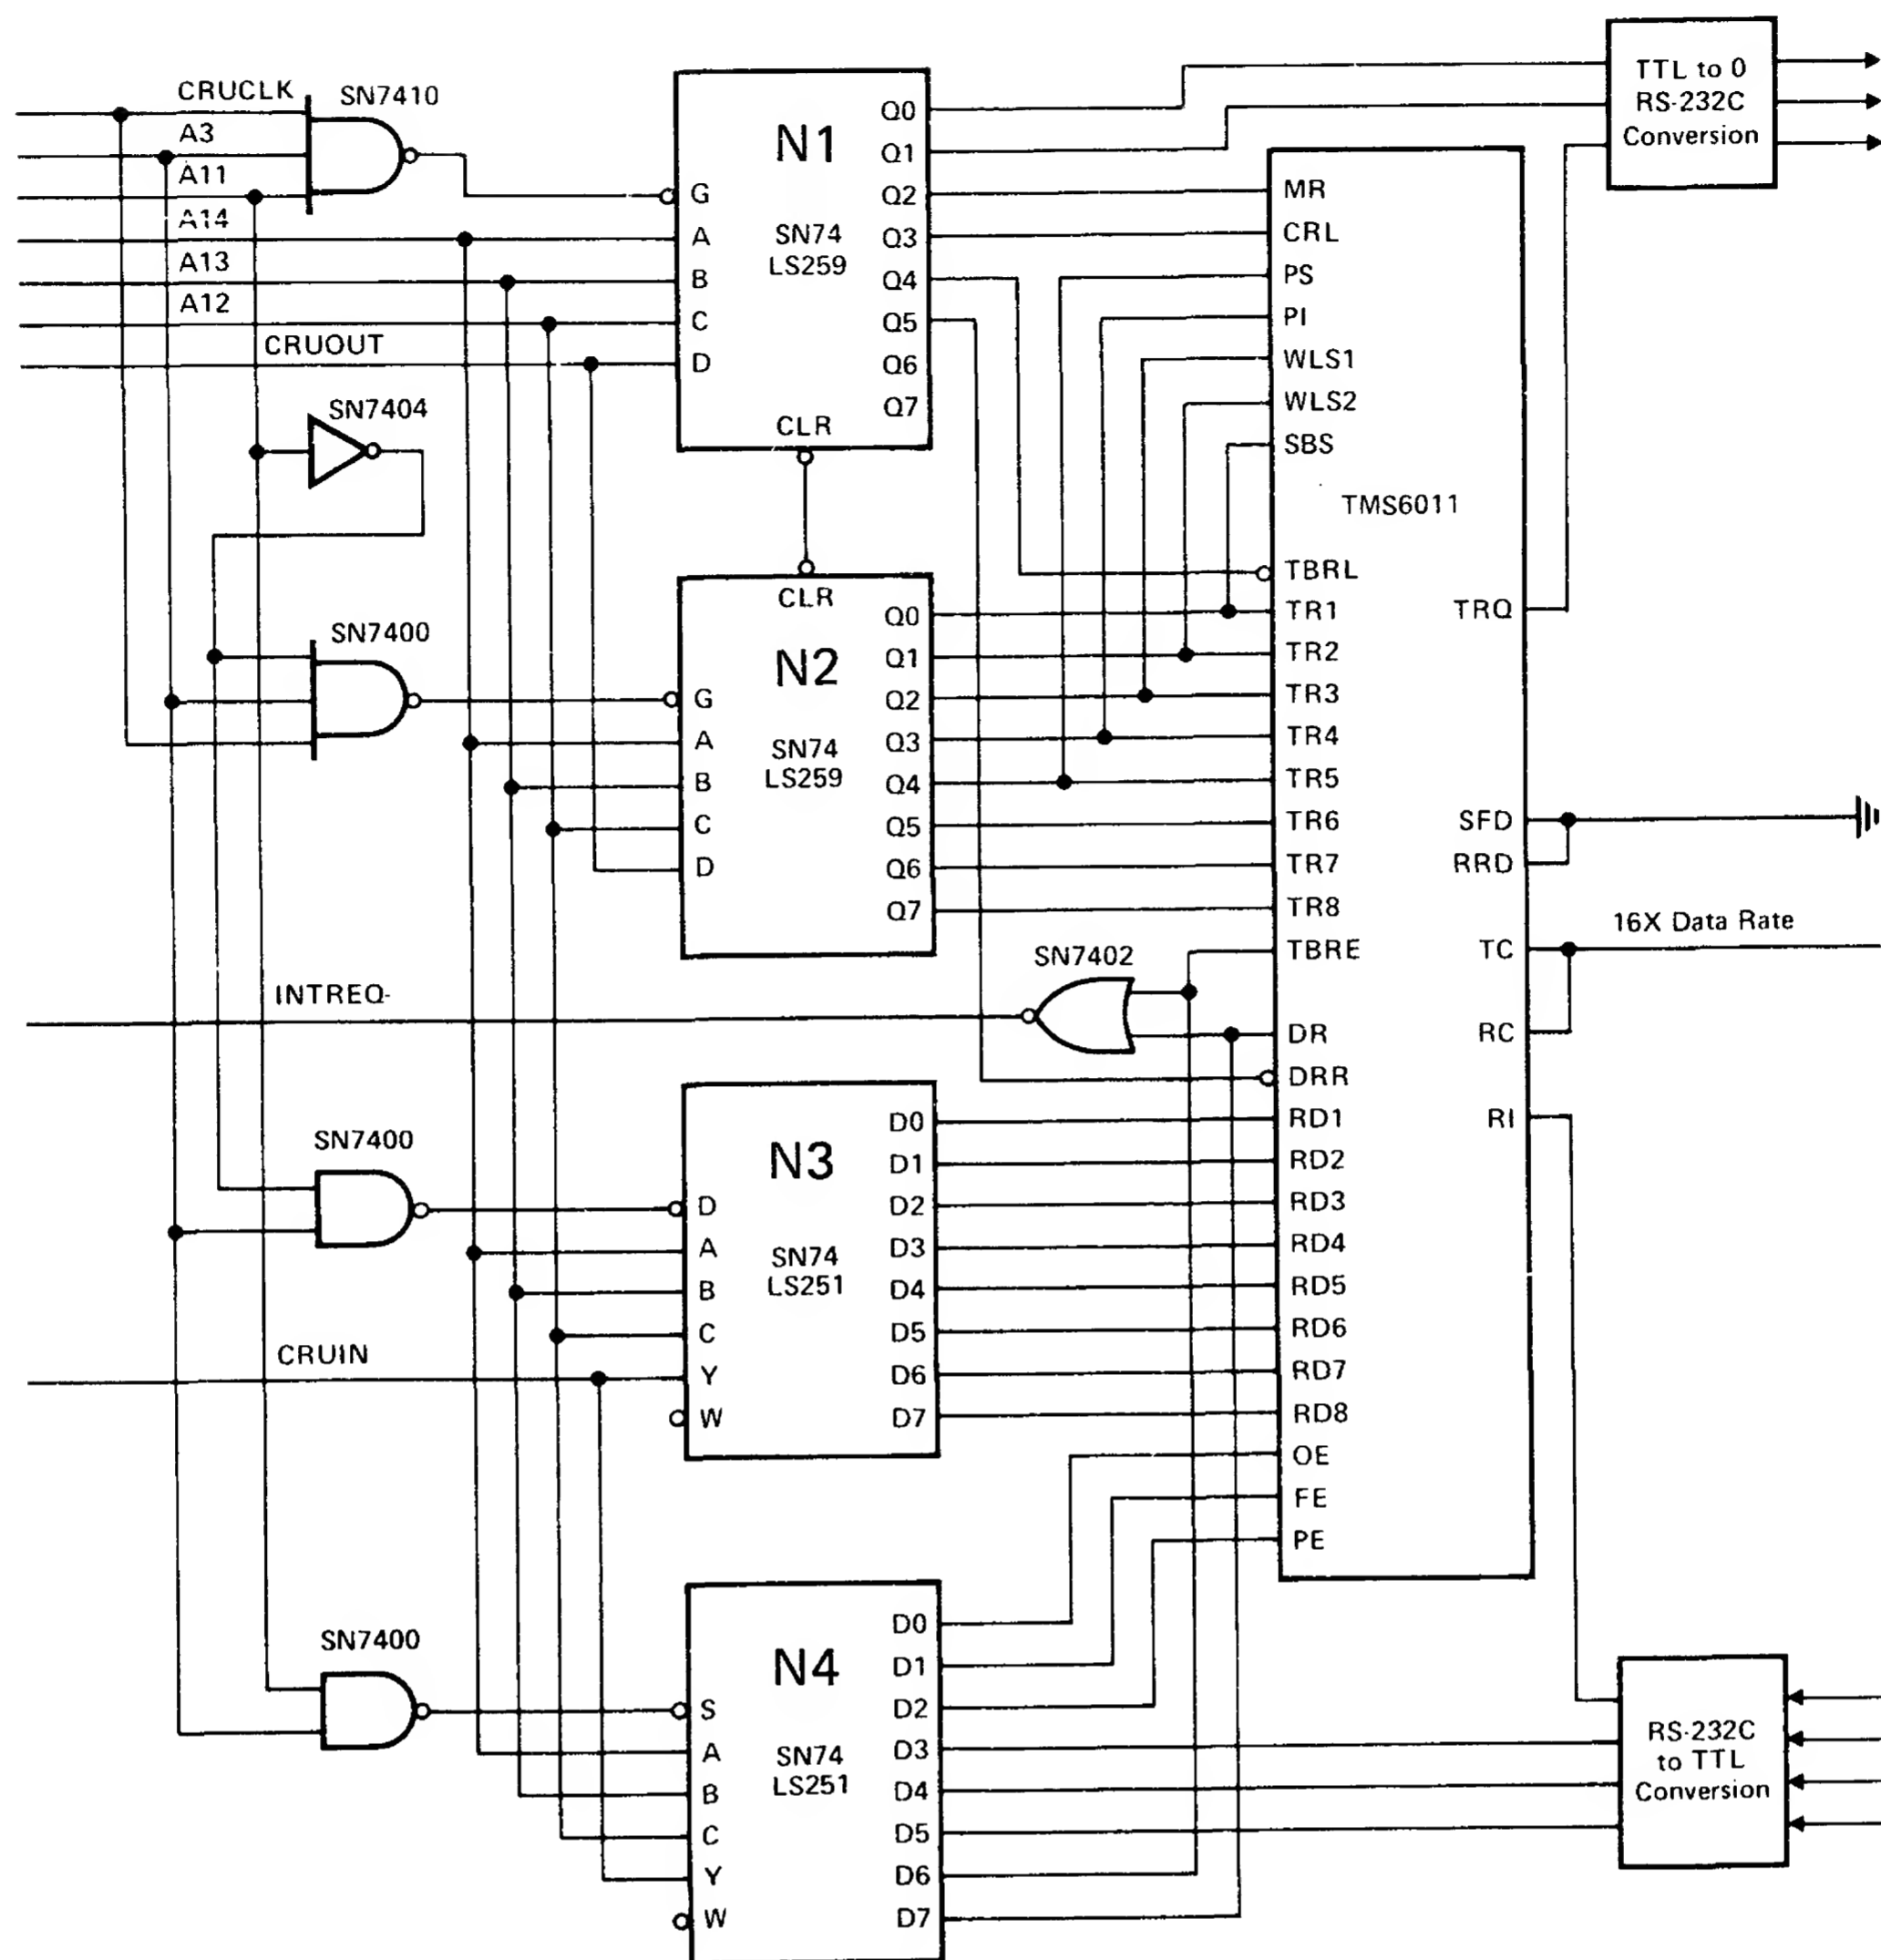 CRUCLK
SN7410
A3
A11
A14
A13
A12
CRUOUT
SN7404
SN7400
INTREQ-
SN7400
CRUIN
SN7400
N1
SN74
LS259
G
A
B
C
D
Q0
Q1
Q2
Q3
Q4
Q5
Q6
Q7
CLR
CLR
N2
SN74
LS259
G
A
B
C
D
Q0
Q1
Q2
Q3
Q4
Q5
Q6
Q7
SN7402
N3
SN74
LS251
D
A
B
C
Y
W
D0
D1
D2
D3
D4
D5
D6
D7
N4
SN74
LS251
S
A
B
C
Y
W
D0
D1
D2
D3
D4
D5
D6
D7
TMS6011
MR
CRL
PS
PI
WLS1
WLS2
SBS
TBRL
TR1
TR2
TR3
TR4
TR5
TR6
TR7
TR8
TBRE
DR
DRR
RD1
RD2
RD3
RD4
RD5
RD6
RD7
RD8
OE
FE
PE
TRQ
SFD
RRD
TC
RC
RI
TTL to 0
RS-232C
Conversion
16X Data Rate
RS-232C
to TTL
Conversion